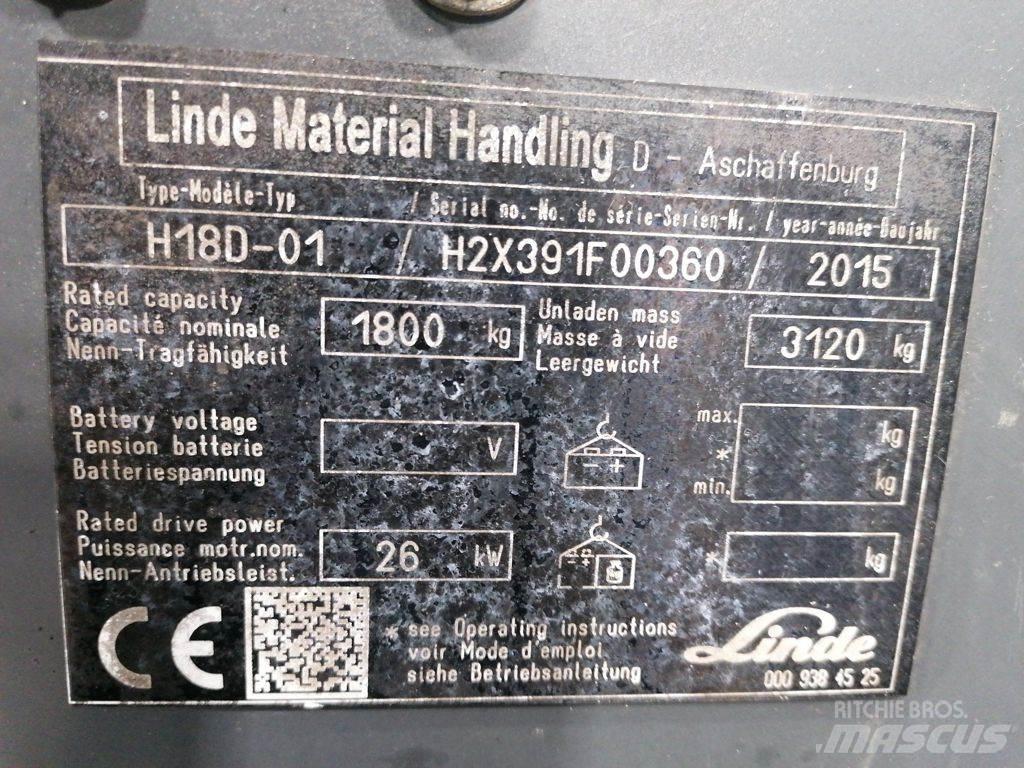 Linde Material Handling D - Aschaffenburg
Type-Modèle-Typ / Serial no.-No. de série-Serien-Nr. / year-année-Baujahr
H18D-01 / H2X391F00360 / 2015
Rated capacity
Capacité nominale
Nenn-Tragfähigkeit
1800 kg
Unladen mass
Masse à vide
Leergewicht
3120 kg
Battery voltage
Tension batterie
Batteriespannung
V
- +
max. kg
*
min. kg
Rated drive power
Puissance motr.nom.
Nenn-Antriebsleist.
26 kW
- +
* kg
CE
* see Operating instructions
voir Mode d'emploi
siehe Betriebsanleitung
Linde
000 938 45 25
RITCHIE BROS.
MASCUS